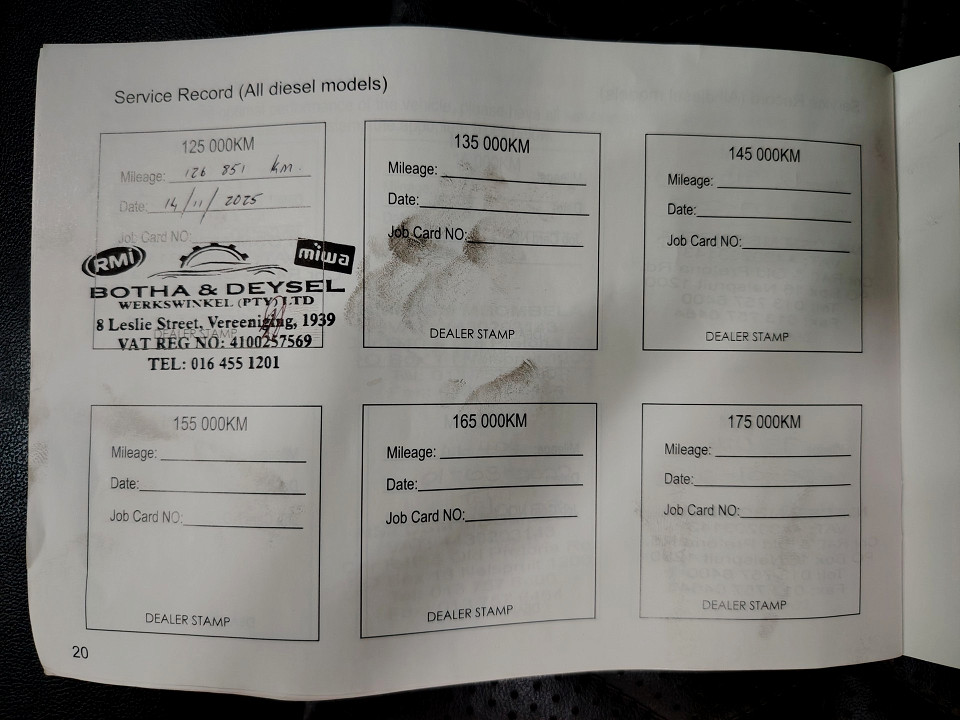 Service Record (All diesel models)
125 000KM
Mileage: 126 851 km.
Date: 14/11/2025
Job Card NO:
RMi
miwa
BOTHA & DEYSEL
WERKSWINKEL (PTY) LTD
8 Leslie Street, Vereeniging, 1939
DEALER STAMP
VAT REG NO: 4100257569
TEL: 016 455 1201
135 000KM
Mileage:
Date:
Job Card NO:
DEALER STAMP
145 000KM
Mileage:
Date:
Job Card NO:
DEALER STAMP
155 000KM
Mileage:
Date:
Job Card NO:
DEALER STAMP
165 000KM
Mileage:
Date:
Job Card NO:
DEALER STAMP
175 000KM
Mileage:
Date:
Job Card NO:
DEALER STAMP
20